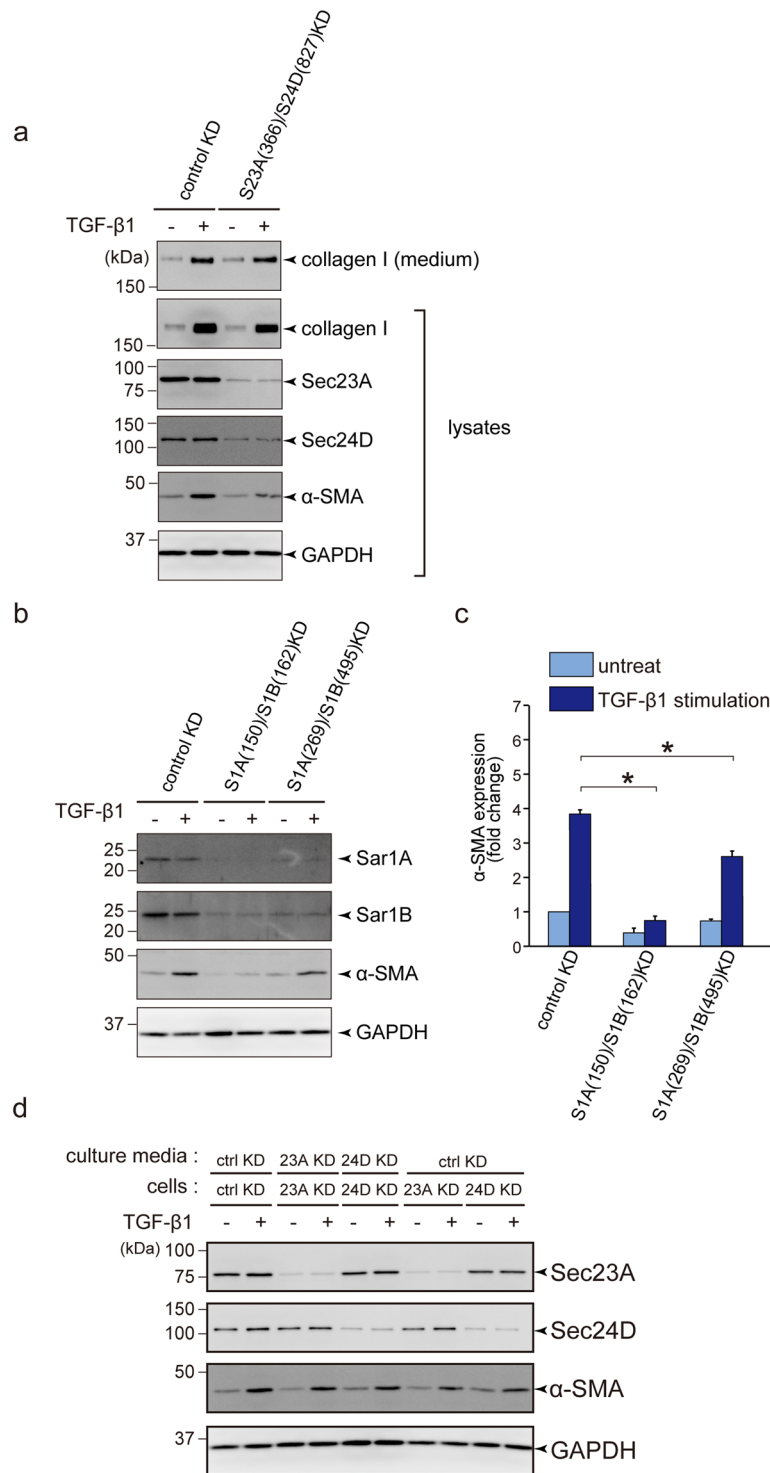 a
control KD
S23A(366)/S24D(827)KD
TGF-β1 - + - +
(kDa)
collagen I (medium)
150
collagen I
150
100
Sec23A
75
150
Sec24D
100
50
α-SMA
37
GAPDH
lysates
b
control KD
S1A(150)/S1B(162)KD
S1A(269)/S1B(495)KD
TGF-β1 - + - + - +
25
Sar1A
20
25
Sar1B
20
50
α-SMA
37
GAPDH
c
untreat
TGF-β1 stimulation
α-SMA expression
(fold change)
7
6
5
4
3
2
1
0
*
*
control KD
S1A(150)/S1B(162)KD
S1A(269)/S1B(495)KD
d
culture media : ctrl KD 23A KD 24D KD ctrl KD
cells : ctrl KD 23A KD 24D KD 23A KD 24D KD
TGF-β1 - + - + - + - + - +
(kDa) 100
75
Sec23A
150
100
Sec24D
50
α-SMA
37
GAPDH